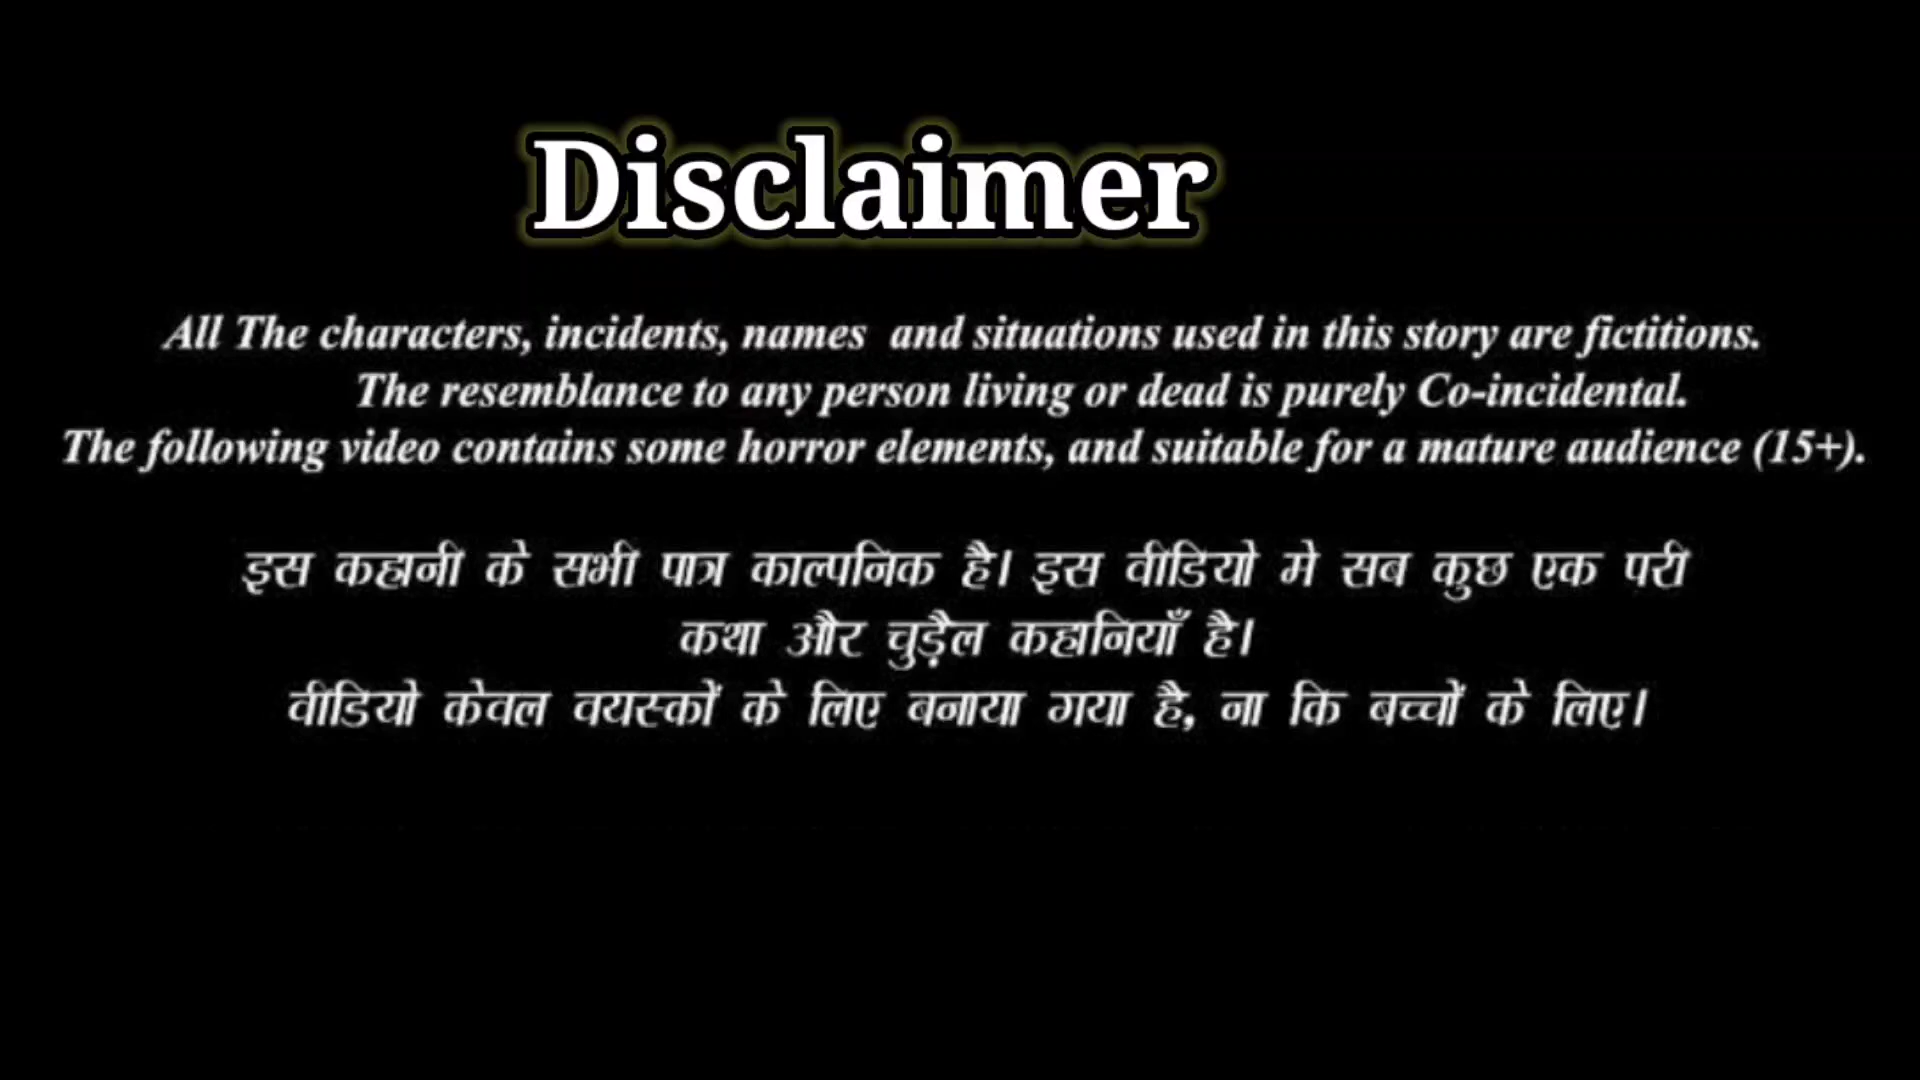 Disclaimer
All The characters, incidents, names and situations used in this story are fictitions.
The resemblance to any person living or dead is purely Co-incidental.
The following video contains some horror elements, and suitable for a mature audience (15+).
इस कहानी के सभी पात्र काल्पनिक है। इस वीडियो मे सब कुछ एक परी
कथा और चुड़ैल कहानियाँ है।
वीडियो केवल वयस्कों के लिए बनाया गया है, ना कि बच्चों के लिए।